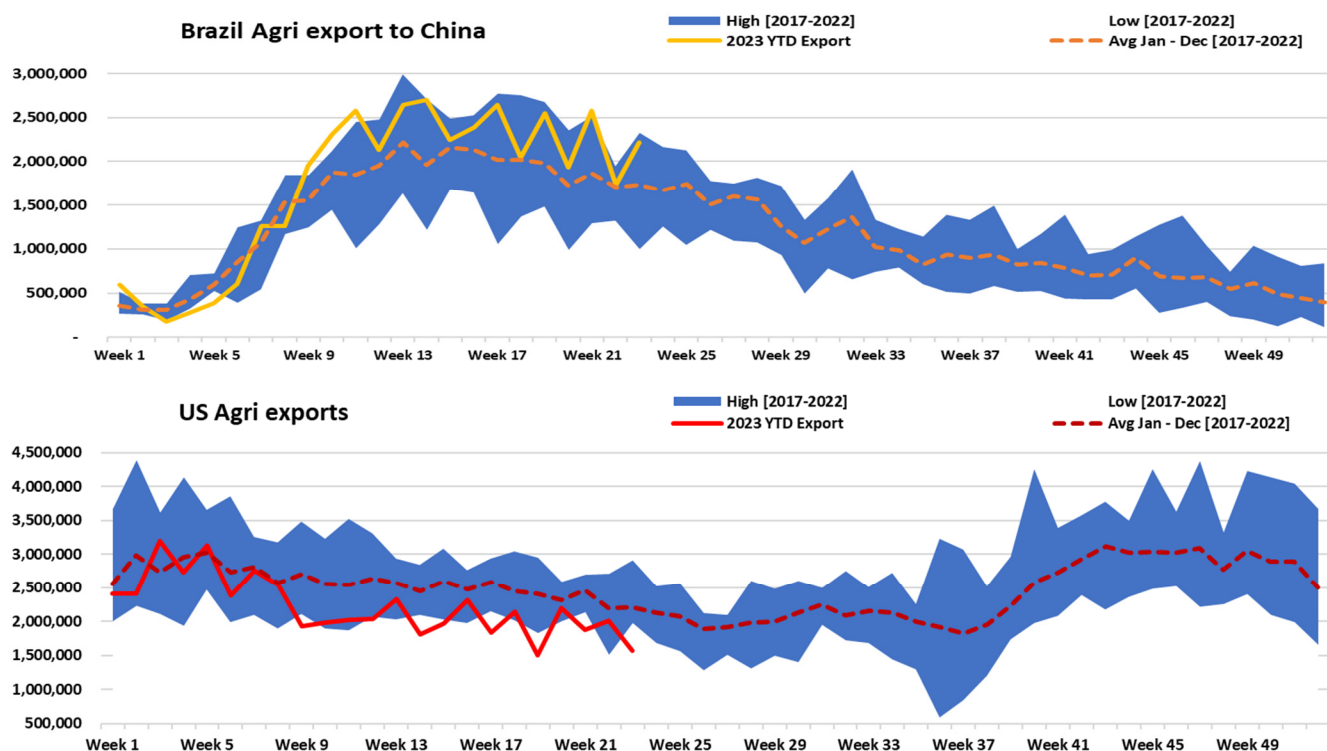 Brazil Agri export to China
High [2017-2022]
Low [2017-2022]
2023 YTD Export
Avg Jan - Dec [2017-2022]
3,000,000
2,500,000
2,000,000
1,500,000
1,000,000
500,000
-
Week 1 Week 5 Week 9 Week 13 Week 17 Week 21 Week 25 Week 29 Week 33 Week 37 Week 41 Week 45 Week 49
US Agri exports
High [2017-2022]
Low [2017-2022]
2023 YTD Export
Avg Jan - Dec [2017-2022]
4,500,000
4,000,000
3,500,000
3,000,000
2,500,000
2,000,000
1,500,000
1,000,000
500,000
Week 1 Week 5 Week 9 Week 13 Week 17 Week 21 Week 25 Week 29 Week 33 Week 37 Week 41 Week 45 Week 49